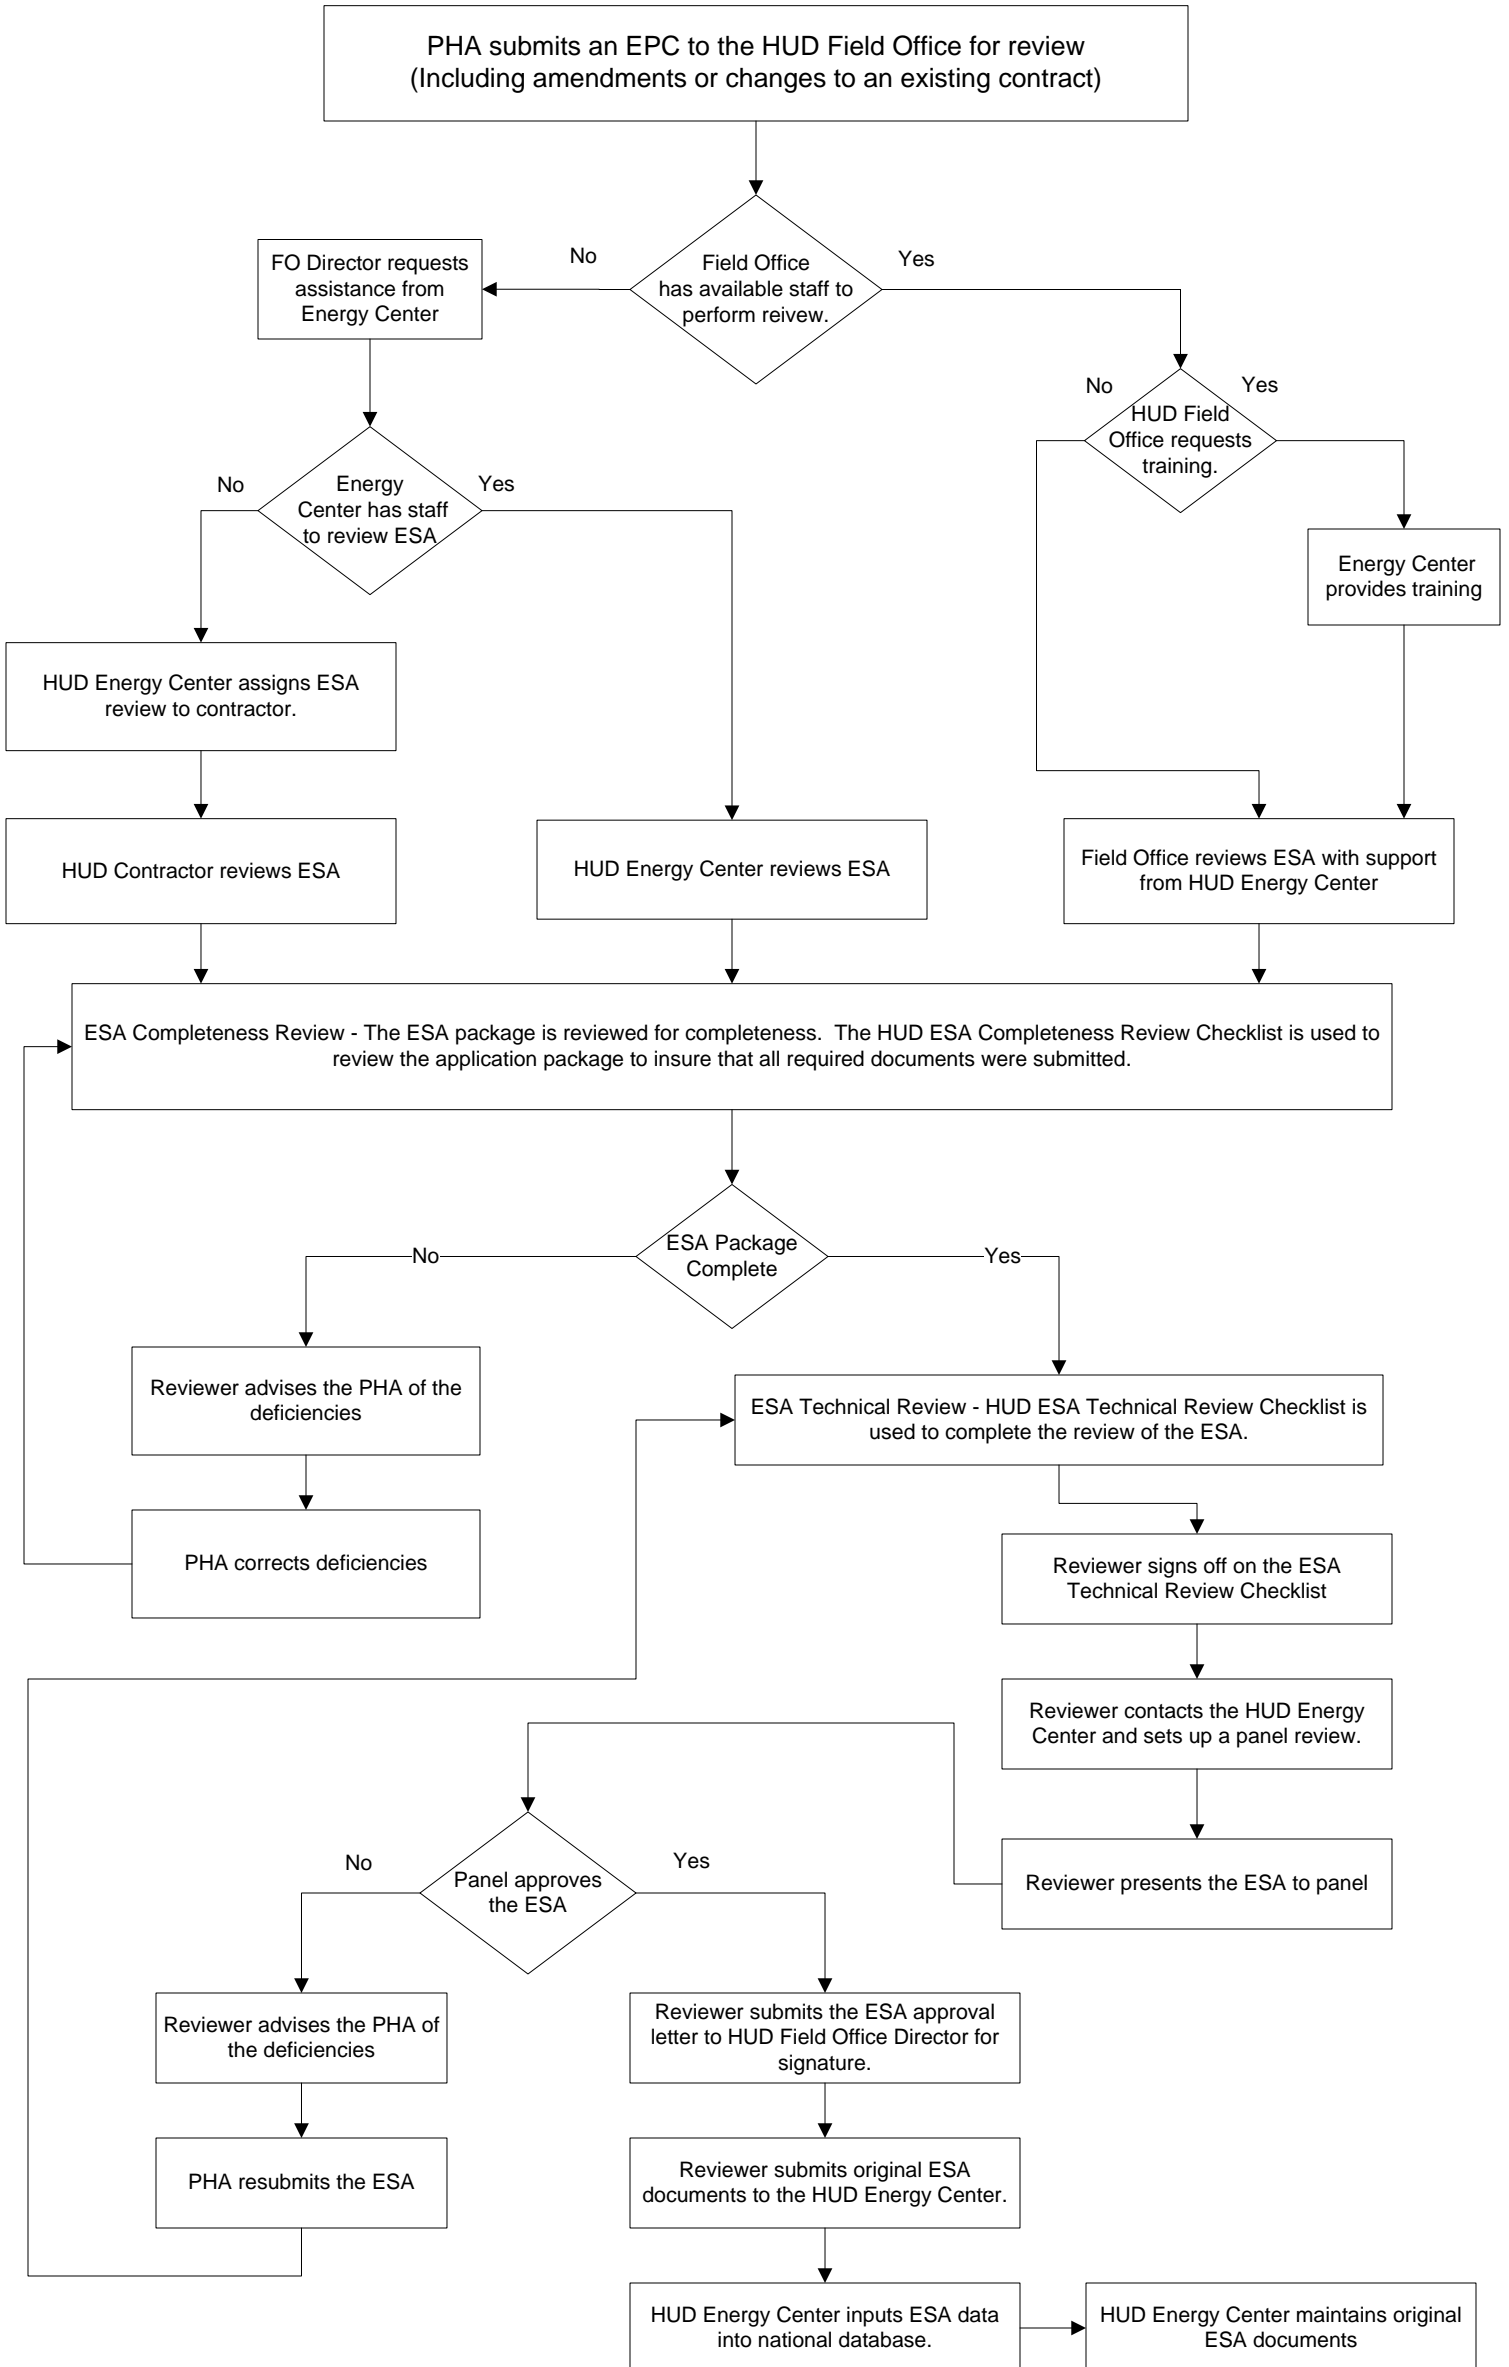 PHA submits an EPC to the HUD Field Office for review
(Including amendments or changes to an existing contract)
No
Field Office
has available staff to
perform reivew.
Yes
FO Director requests
assistance from
Energy Center
No
HUD Field
Office requests
training.
Yes
No
Energy
Center has staff
to review ESA
Yes
Energy Center
provides training
HUD Energy Center assigns ESA
review to contractor.
HUD Contractor reviews ESA
HUD Energy Center reviews ESA
Field Office reviews ESA with support
from HUD Energy Center
ESA Completeness Review - The ESA package is reviewed for completeness.  The HUD ESA Completeness Review Checklist is used to
review the application package to insure that all required documents were submitted.
No
ESA Package
Complete
Yes
Reviewer advises the PHA of the
deficiencies
ESA Technical Review - HUD ESA Technical Review Checklist is
used to complete the review of the ESA.
PHA corrects deficiencies
Reviewer signs off on the ESA
Technical Review Checklist
Reviewer contacts the HUD Energy
Center and sets up a panel review.
Reviewer presents the ESA to panel
No
Panel approves
the ESA
Yes
Reviewer advises the PHA of
the deficiencies
Reviewer submits the ESA approval
letter to HUD Field Office Director for
signature.
PHA resubmits the ESA
Reviewer submits original ESA
documents to the HUD Energy Center.
HUD Energy Center inputs ESA data
into national database.
HUD Energy Center maintains original
ESA documents